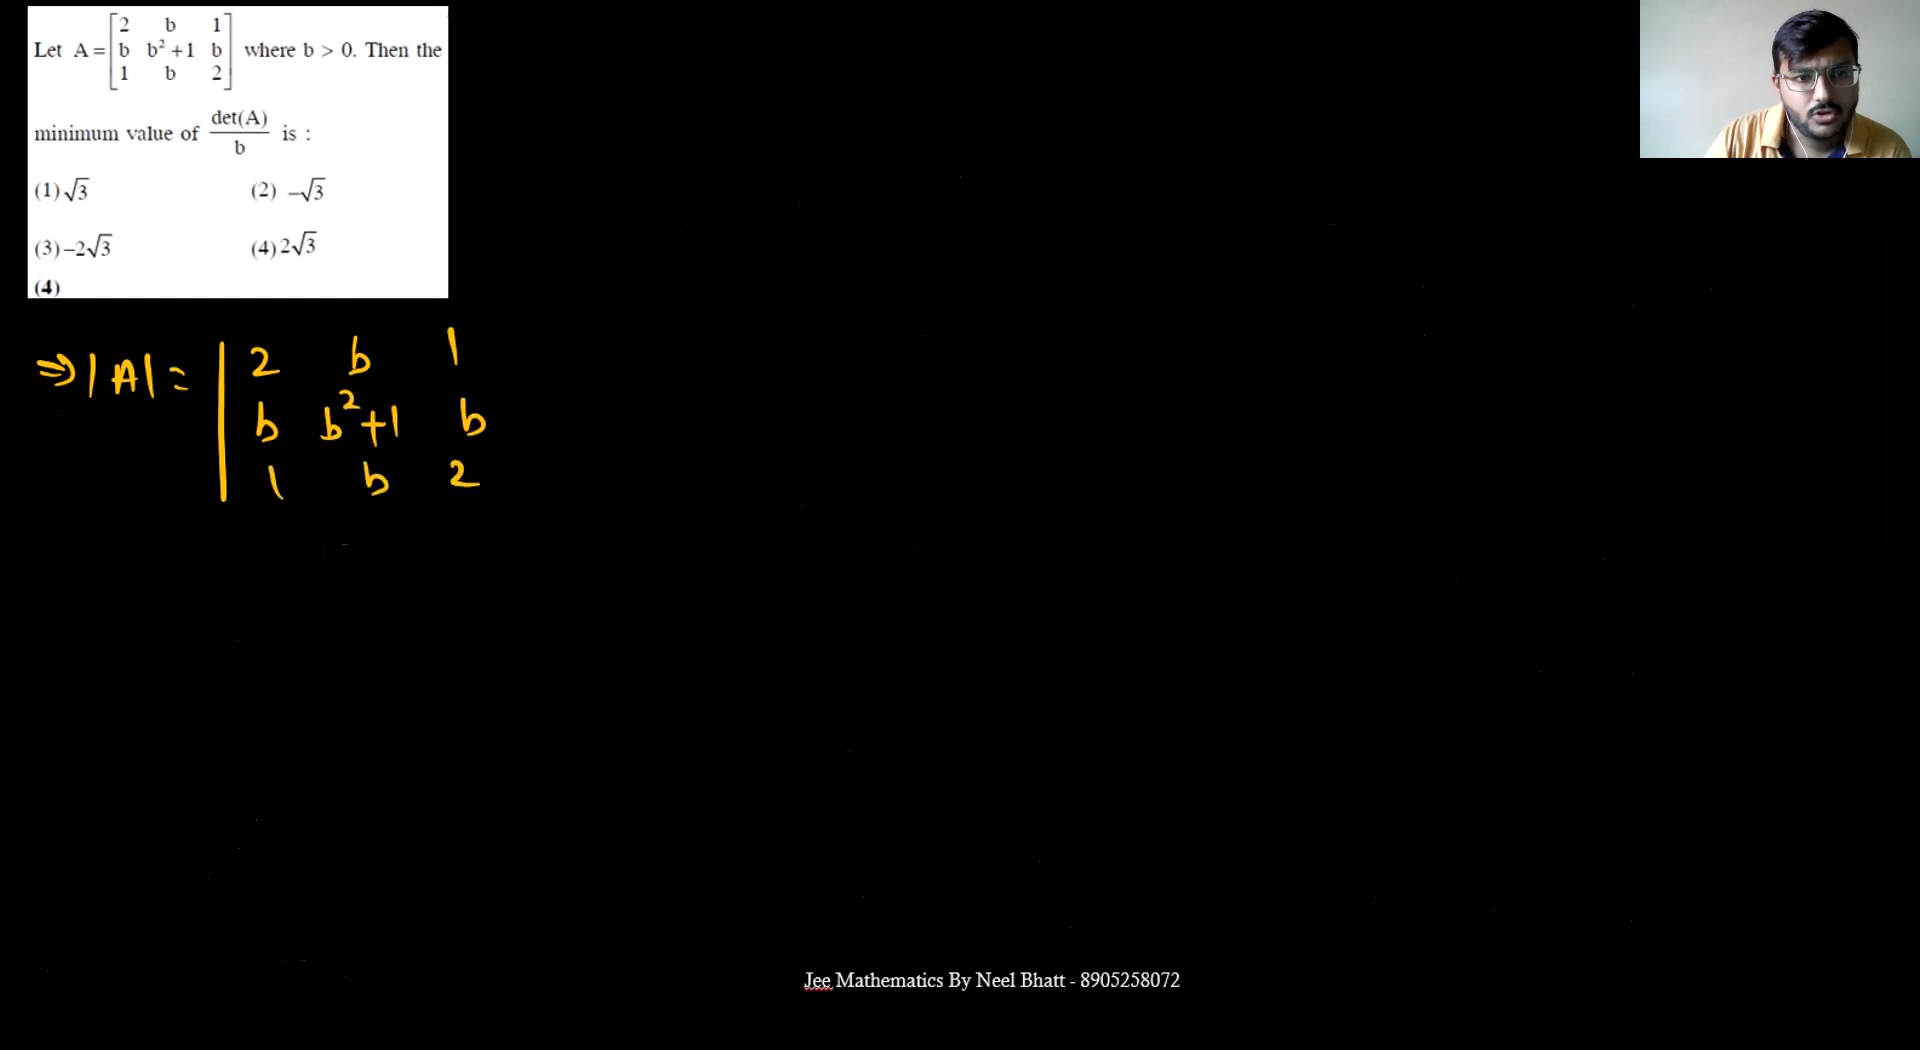 Let A = [2 b 1
b b² + 1 b
1 b 2] where b > 0. Then the
minimum value of det(A)/b is :
(1) √3 (2) −√3
(3) −2√3 (4) 2√3
(4)
⇒ |A| = | 2 b 1
b b²+1 b
1 b 2
Jee Mathematics By Neel Bhatt - 8905258072